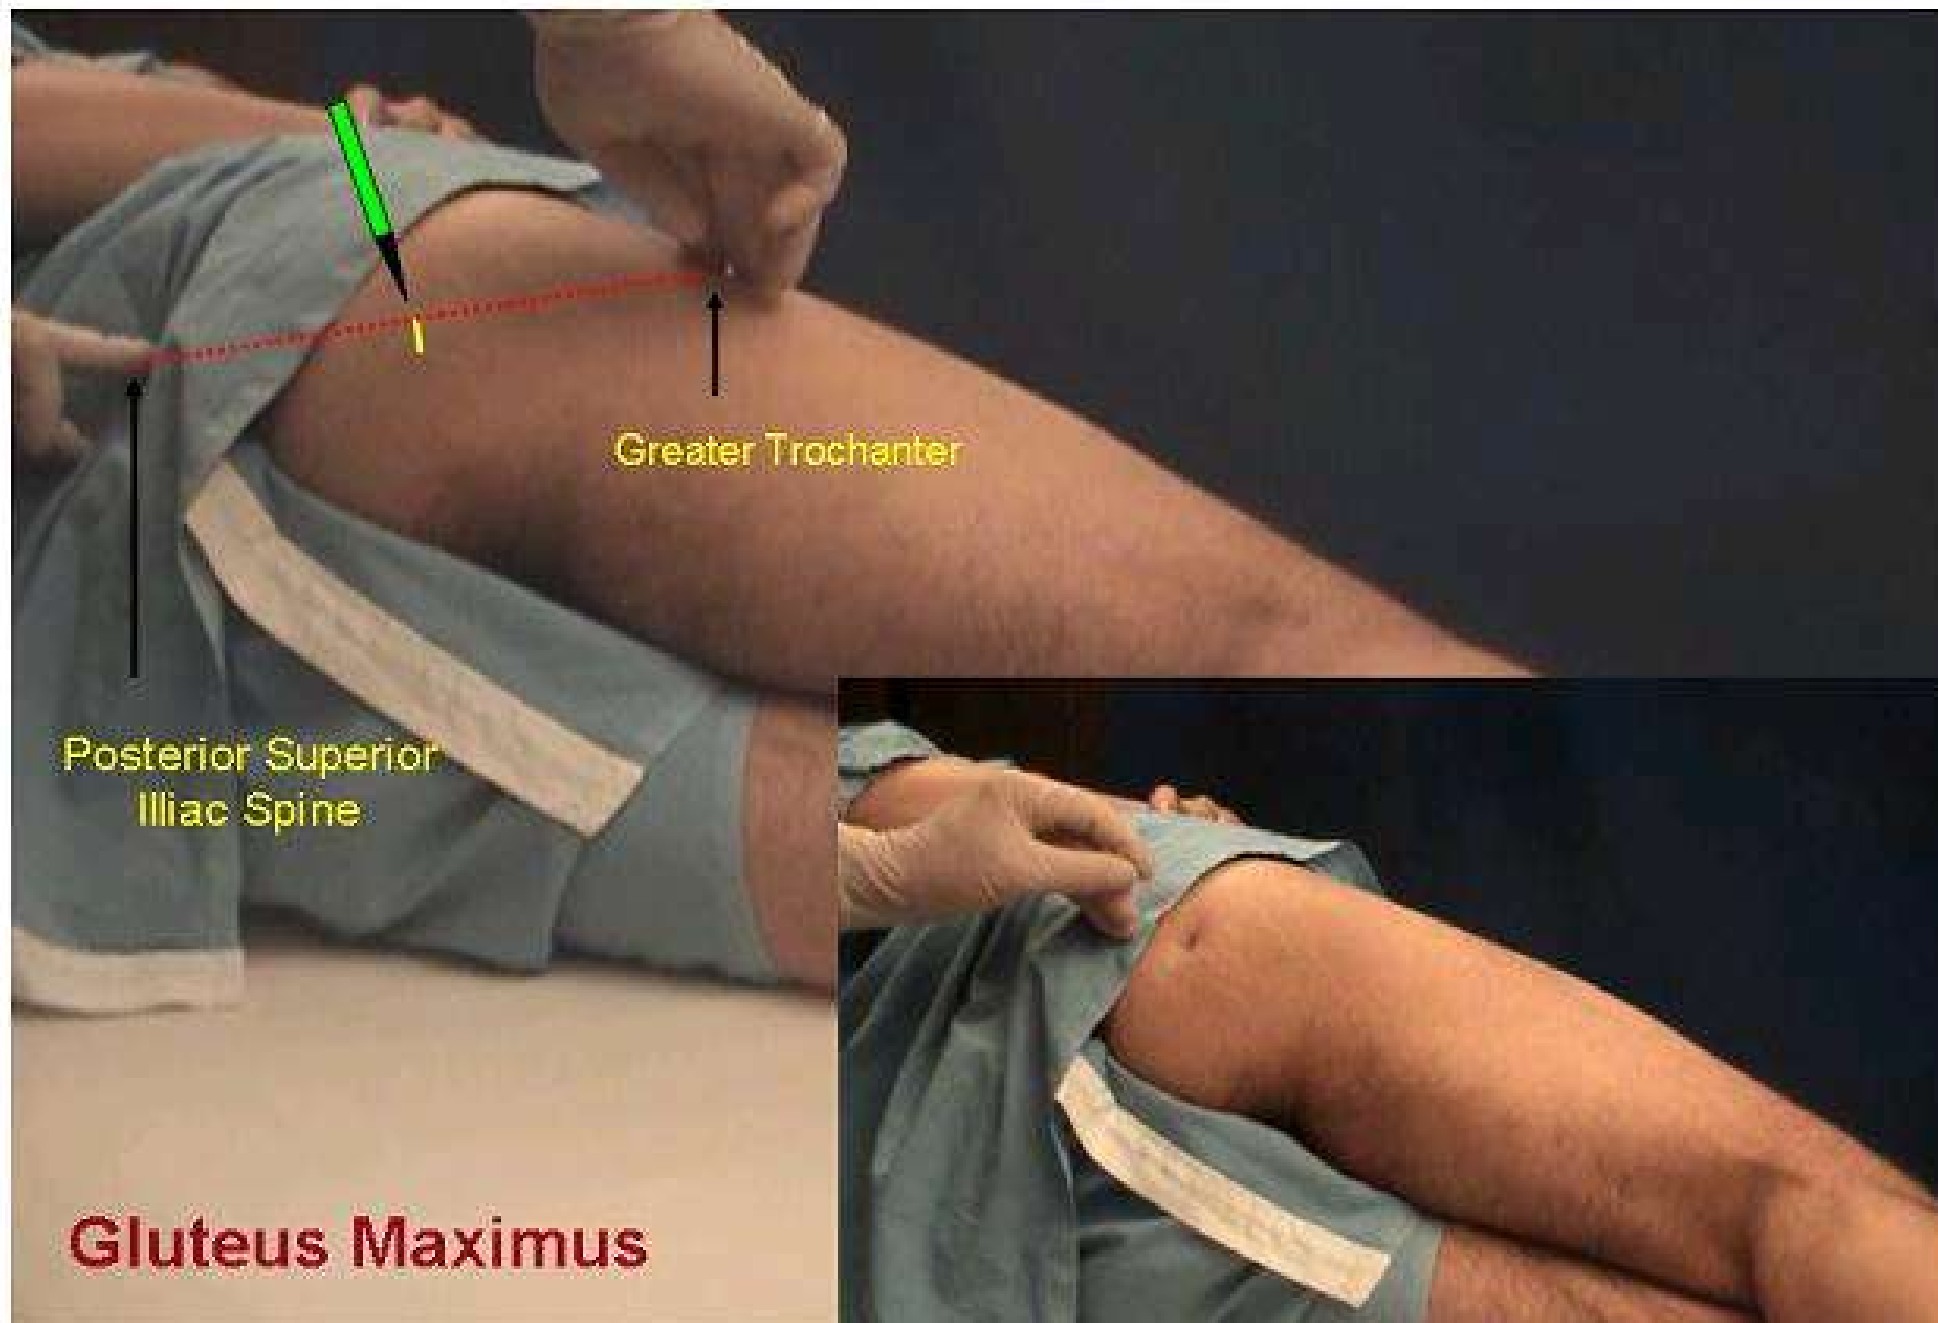 Greater Trochanter
Posterior Superior
Illiac Spine
Gluteus Maximus